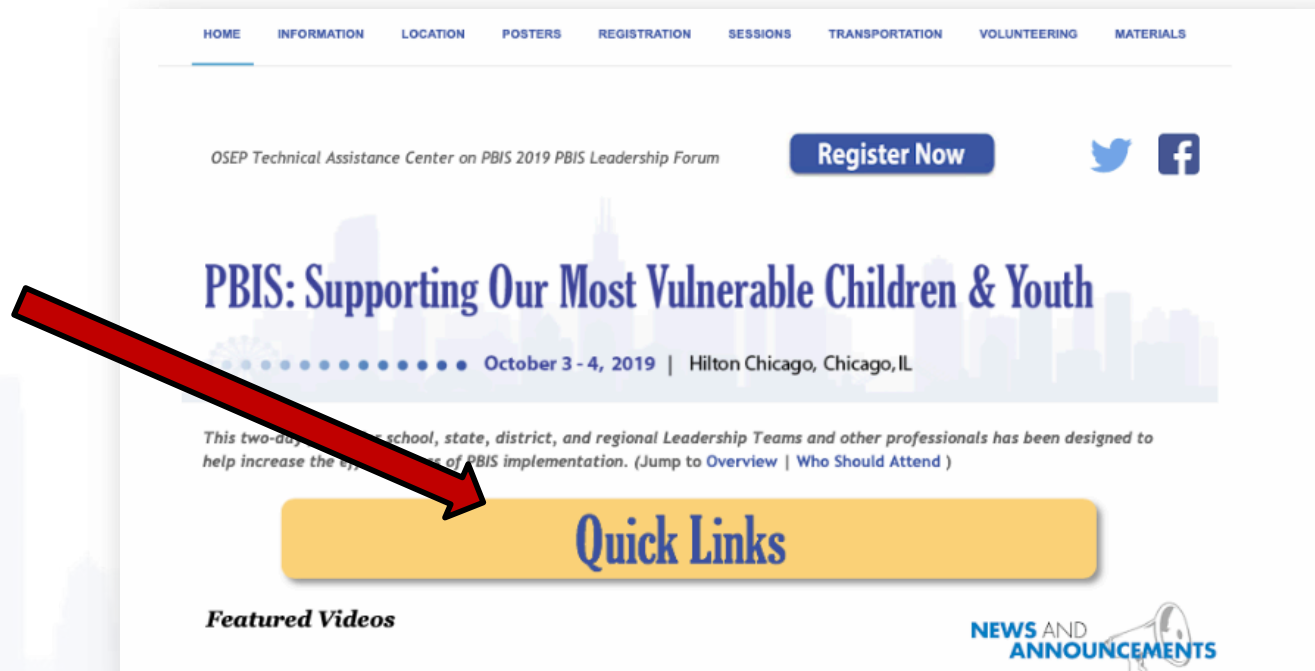 HOME INFORMATION LOCATION POSTERS REGISTRATION SESSIONS TRANSPORTATION VOLUNTEERING MATERIALS
OSEP Technical Assistance Center on PBIS 2019 PBIS Leadership Forum
Register Now
PBIS: Supporting Our Most Vulnerable Children & Youth
October 3 - 4, 2019 | Hilton Chicago, Chicago, IL
This school, state, district, and regional Leadership Teams and other professionals has been designed to
help increase the of PBIS implementation. (Jump to Overview | Who Should Attend )
Quick Links
Featured Videos
NEWS AND
ANNOUNCEMENTS